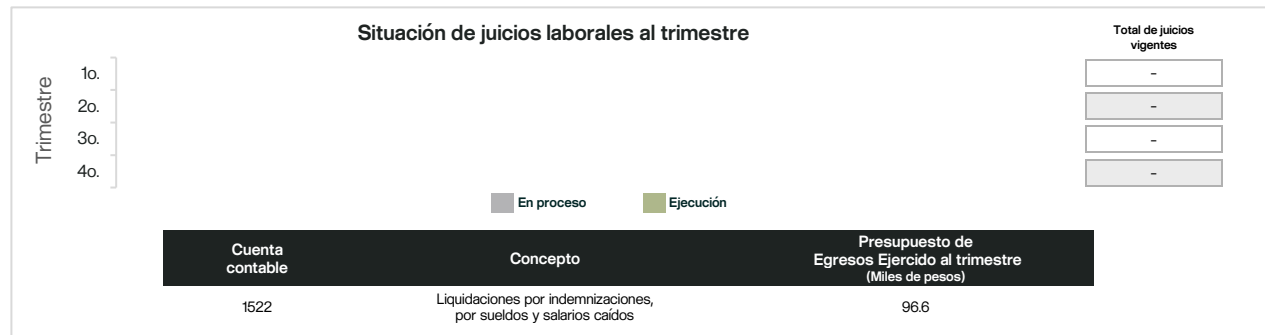 Situación de juicios laborales al trimestre
Total de juicios
vigentes
Trimestre
1o.
-
2o.
-
3o.
-
4o.
-
En proceso
Ejecución
Cuenta
contable
Concepto
Presupuesto de
Egresos Ejercido al trimestre
(Miles de pesos)
1522
Liquidaciones por indemnizaciones,
por sueldos y salarios caídos
96.6